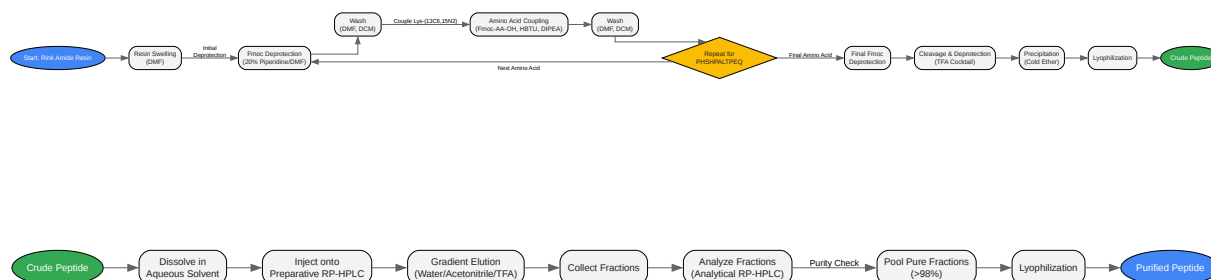 Start: Rink Amide Resin
Resin Swelling
(DMF)
Initial
Deprotection
Fmoc Deprotection
(20% Piperidine/DMF)
Wash
(DMF, DCM)
Couple Lys-(13C6,15N2)
Amino Acid Coupling
(Fmoc-AA-OH, HBTU, DIPEA)
Wash
(DMF, DCM)
Repeat for
PHSHPALTPEQ
Next Amino Acid
Final Amino Acid
Final Fmoc
Deprotection
Cleavage & Deprotection
(TFA Cocktail)
Precipitation
(Cold Ether)
Lyophilization
Crude Peptide
Crude Peptide
Dissolve in
Aqueous Solvent
Inject onto
Preparative RP-HPLC
Gradient Elution
(Water/Acetonitrile/TFA)
Collect Fractions
Analyze Fractions
(Analytical RP-HPLC)
Purity Check
Pool Pure Fractions
(>98%)
Lyophilization
Purified Peptide